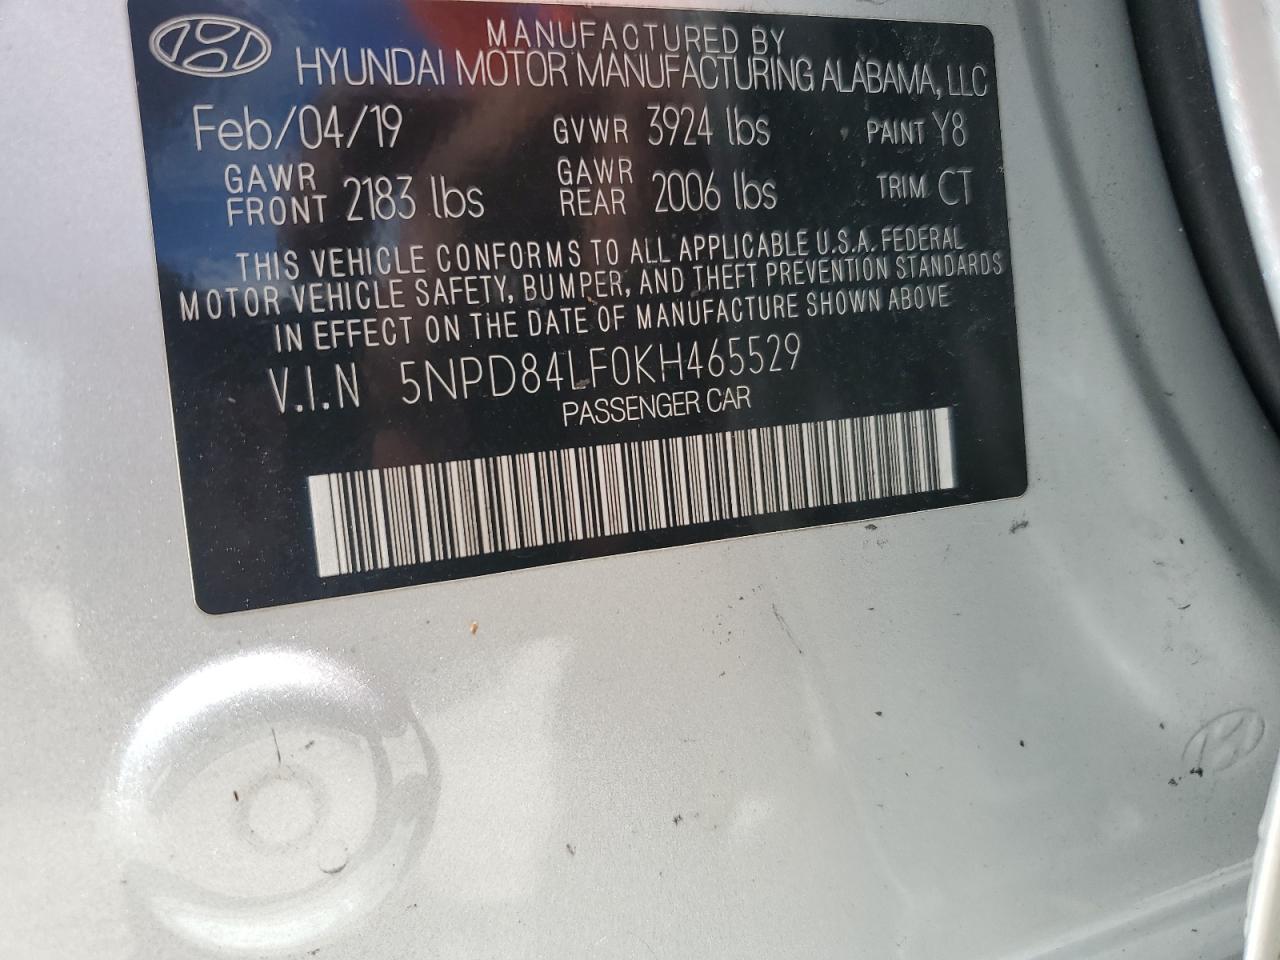 MANUFACTURED BY
HYUNDAI MOTOR MANUFACTURING ALABAMA, LLC
Feb/04/19 GVWR 3924 lbs PAINT Y8
GAWR FRONT 2183 lbs GAWR REAR 2006 lbs TRIM CT
THIS VEHICLE CONFORMS TO ALL APPLICABLE U.S.A. FEDERAL
MOTOR VEHICLE SAFETY, BUMPER, AND THEFT PREVENTION STANDARDS
IN EFFECT ON THE DATE OF MANUFACTURE SHOWN ABOVE
V.I.N 5NPD84LF0KH465529
PASSENGER CAR